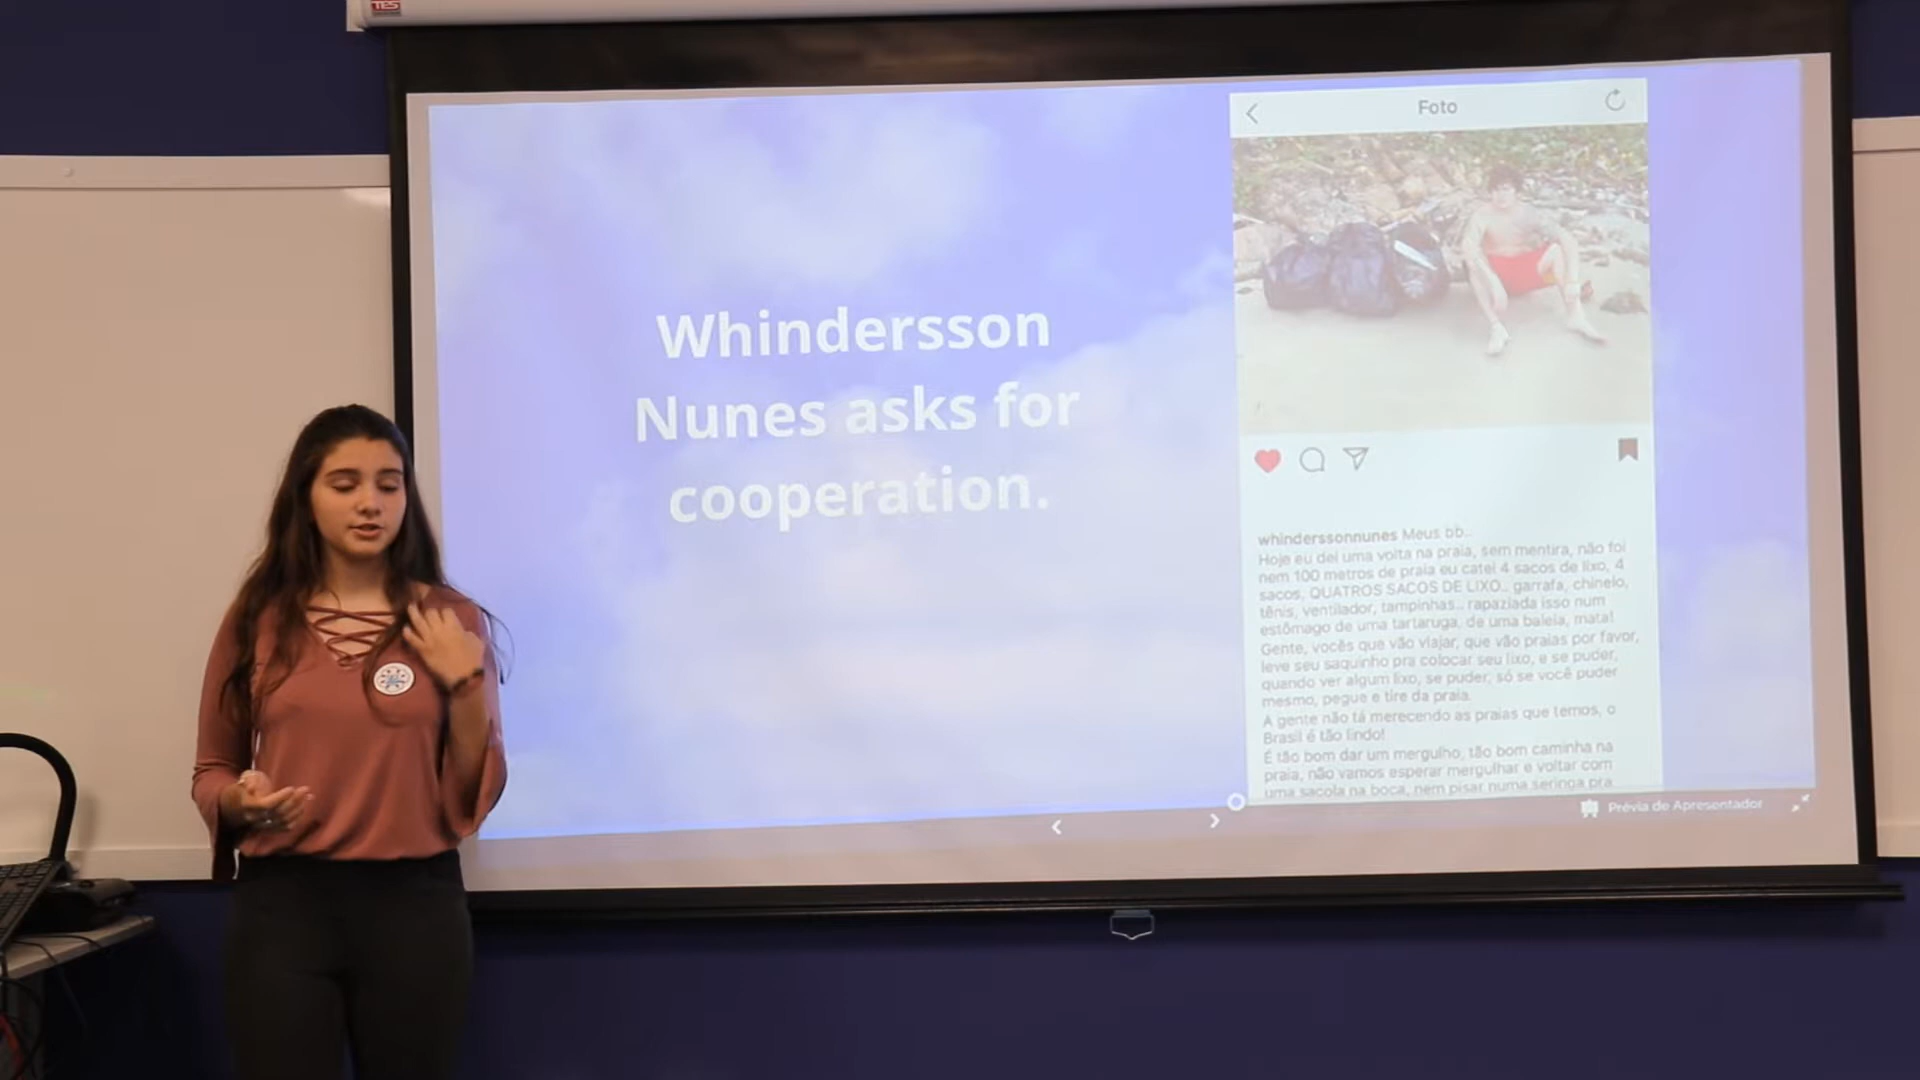 TES
Whindersson
Nunes asks for
cooperation.
Foto
whinderssonnunes Meus bb..
Hoje eu dei uma volta na praia, sem mentira, não foi
nem 100 metros de praia eu catei 4 sacos de lixo, 4
sacos, QUATROS SACOS DE LIXO.. garrafa, chinelo,
tênis, ventilador, tampinhas.. rapaziada isso num
estômago de uma tartaruga, de uma baleia, mata!
Gente, vocês que vão viajar, que vão praias por favor,
leve seu saquinho pra colocar seu lixo, e se puder,
quando ver algum lixo, se puder, só se você puder
mesmo, pegue e tire da praia.
A gente não tá merecendo as praias que temos, o
Brasil é tão lindo!
É tão bom dar um mergulho, tão bom caminha na
praia, não vamos esperar mergulhar e voltar com
uma sacola na boca, nem pisar numa seringa pra
Prévia de Apresentador